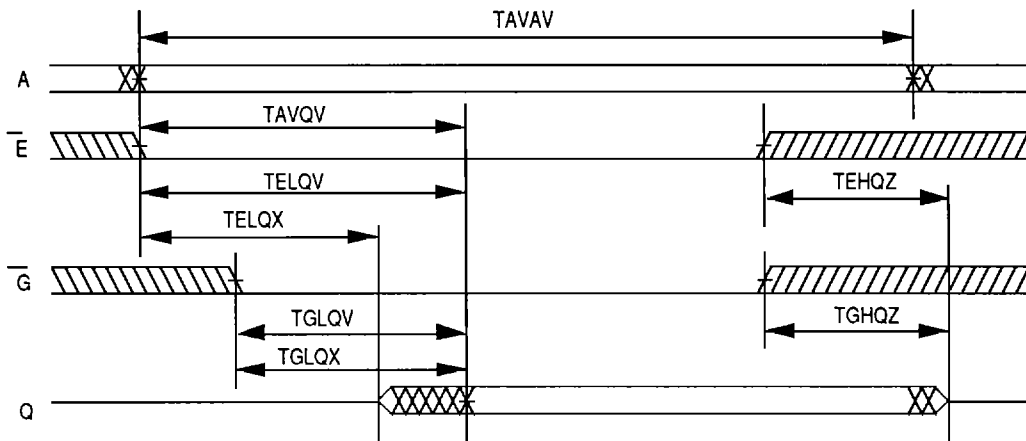 TAVAV
A
TAVQV
E̅
TELQV
TEHQZ
TELQX
G̅
TGLQV
TGHQZ
TGLQX
Q